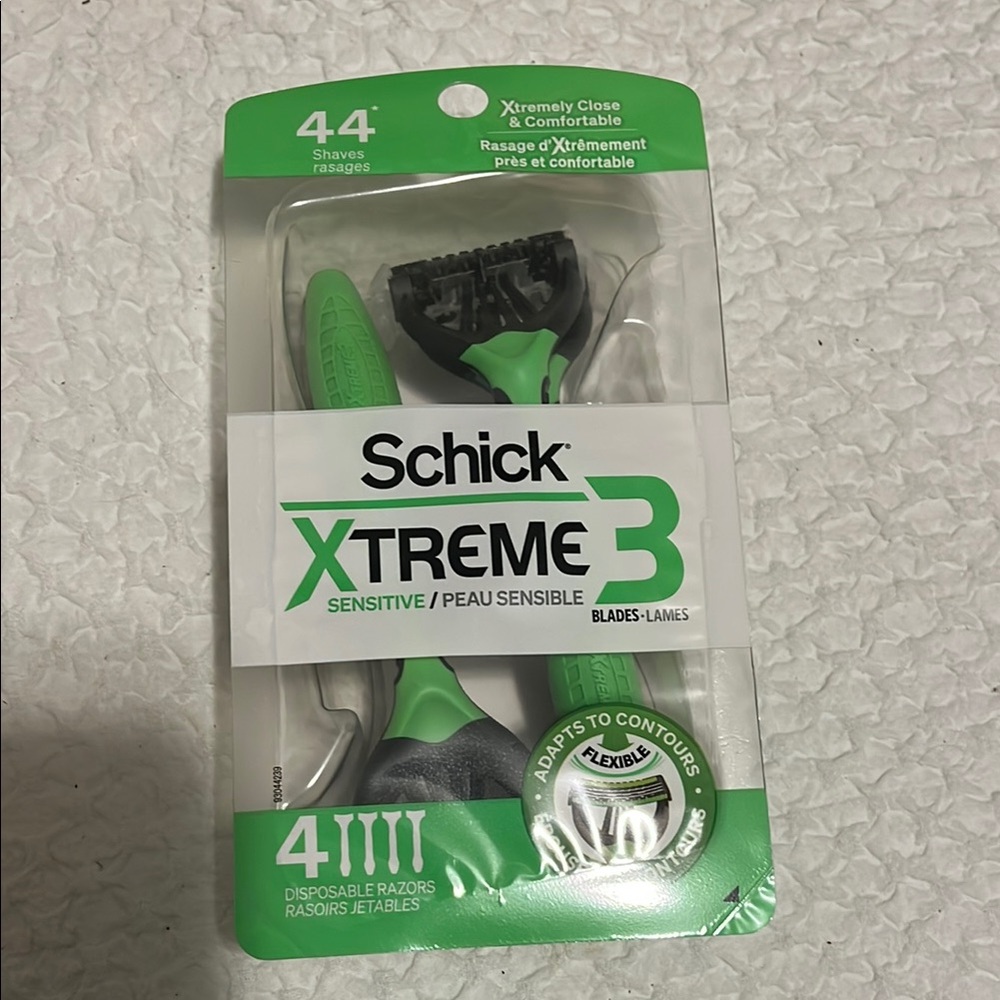 44*
Shaves
rasages
Xtremely Close
& Comfortable
Rasage d'Xtrêmement
près et confortable
Schick®
XTREME 3
SENSITIVE / PEAU SENSIBLE
BLADES • LAMES
ADAPTS TO CONTOURS
FLEXIBLE
93044239
4
DISPOSABLE RAZORS
RASOIRS JETABLES